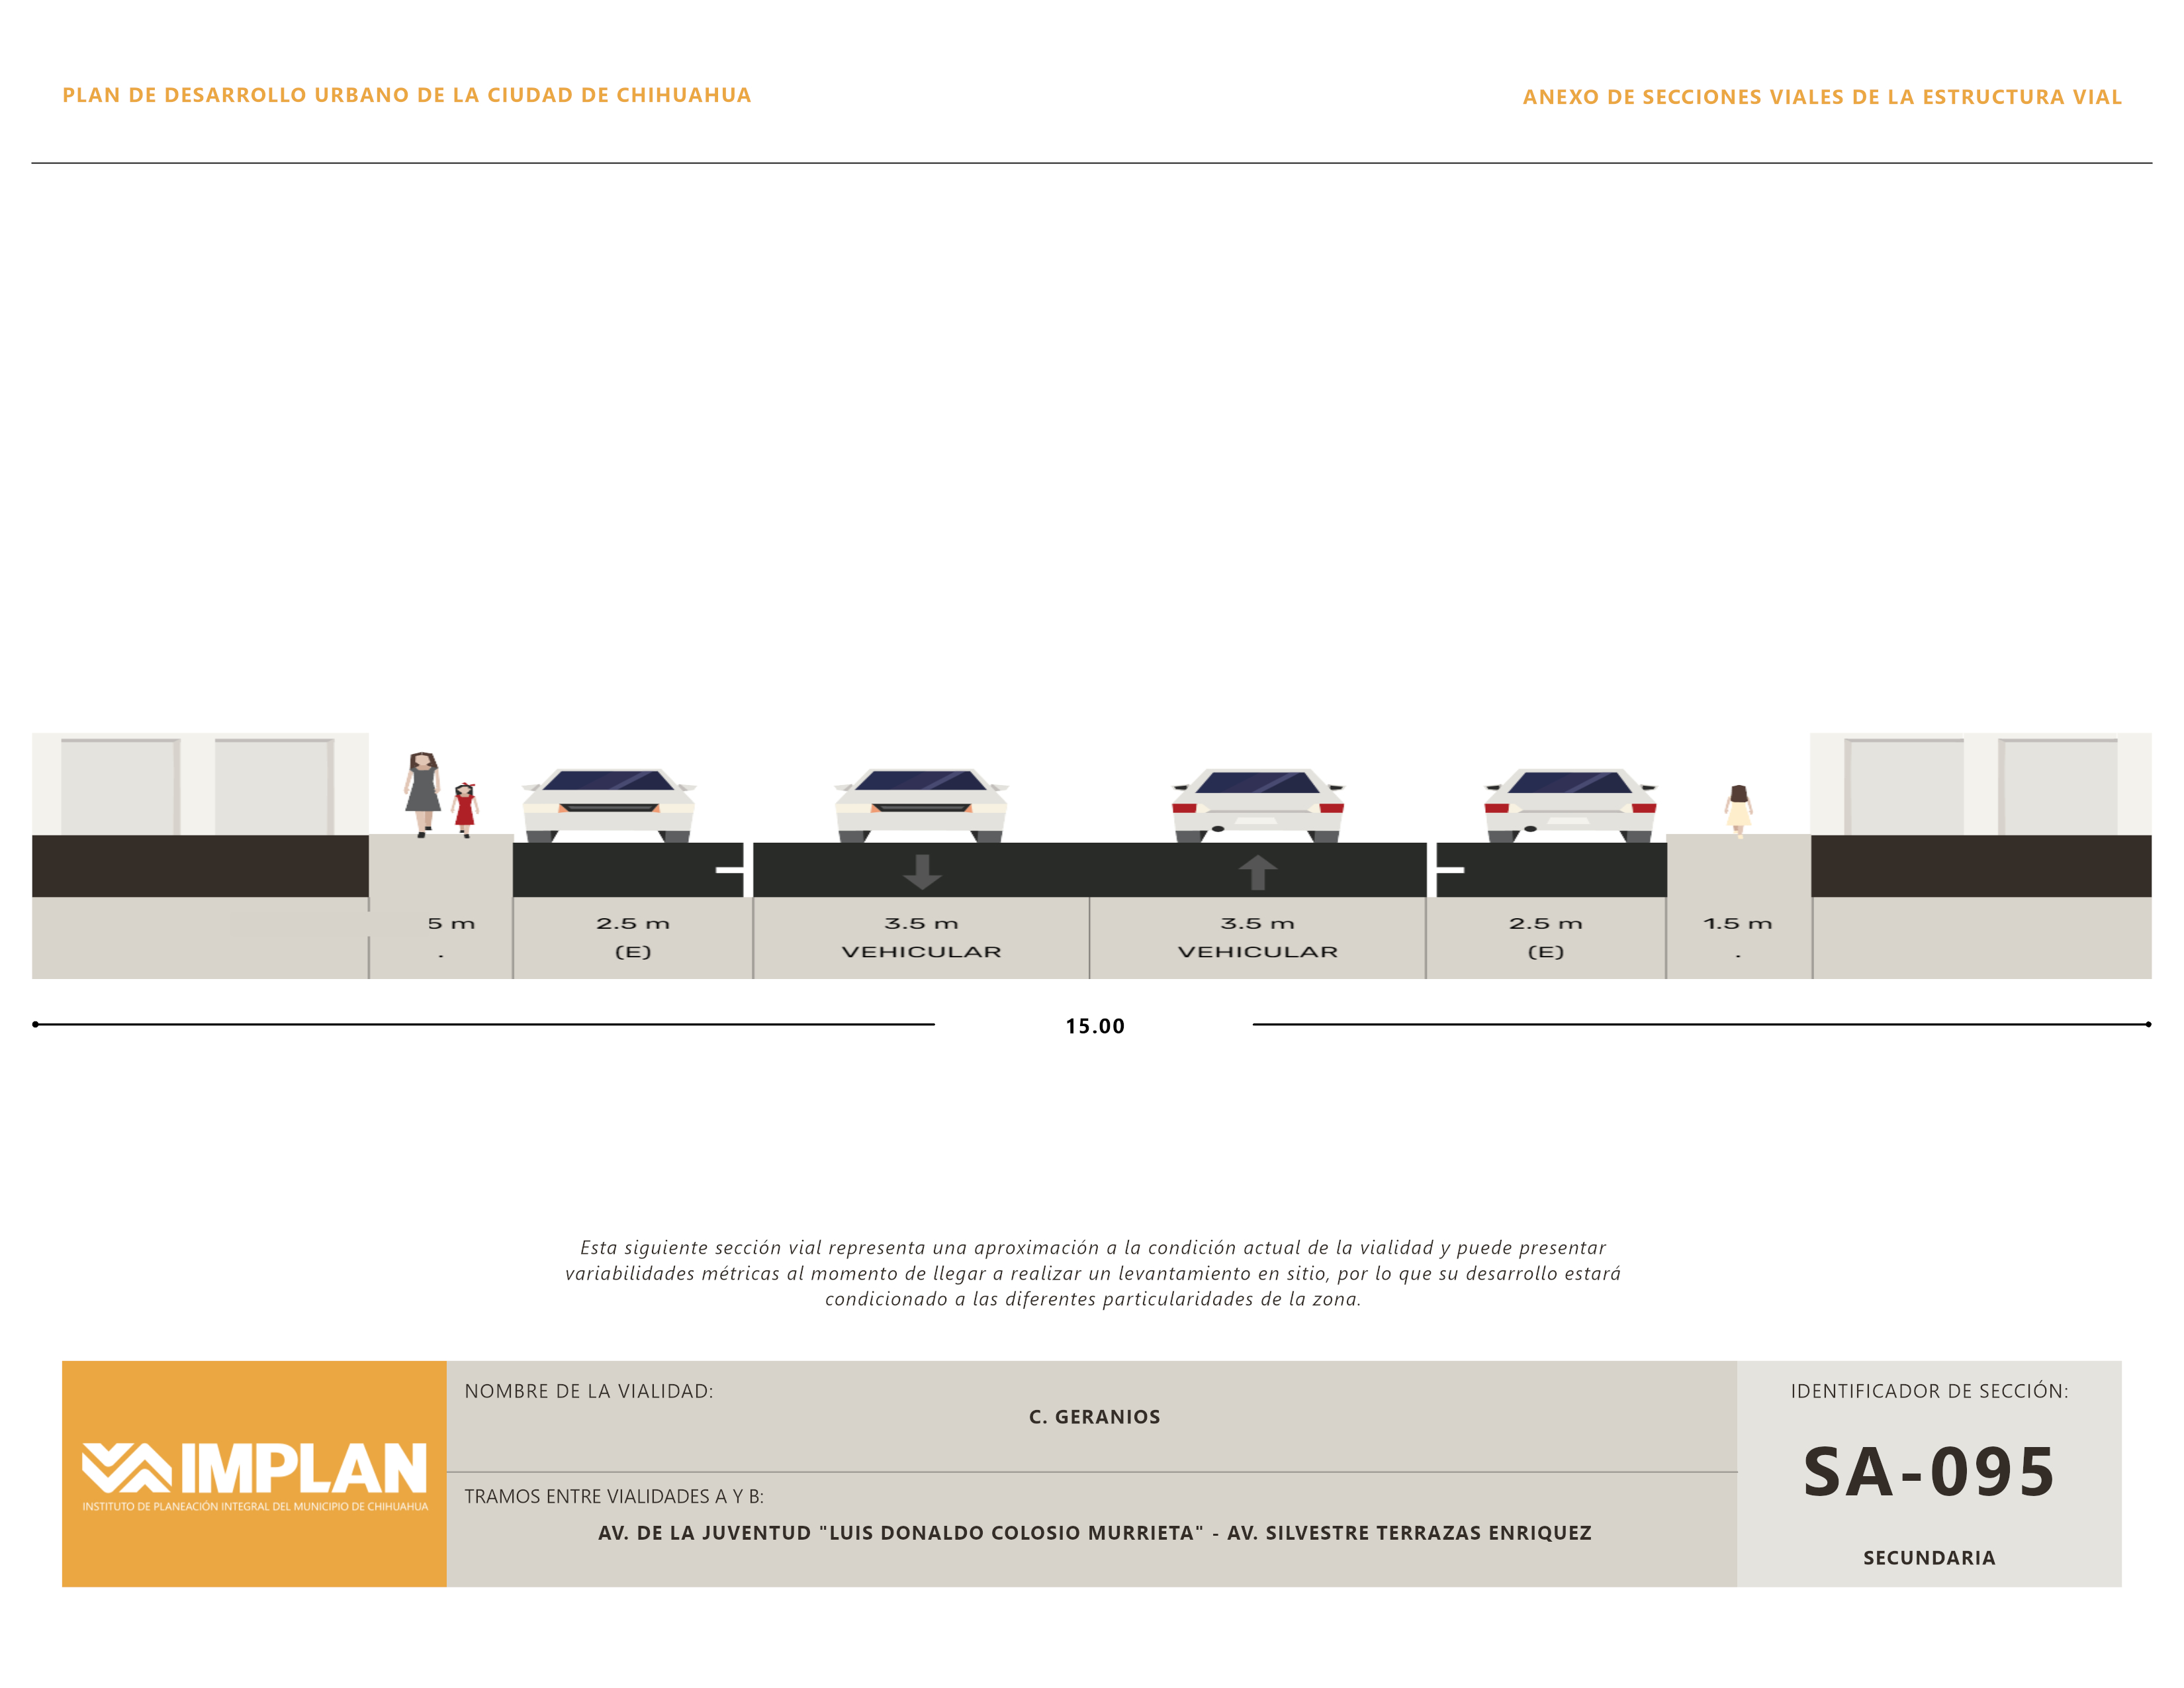 PLAN DE DESARROLLO URBANO DE LA CIUDAD DE CHIHUAHUA
ANEXO DE SECCIONES VIALES DE LA ESTRUCTURA VIAL
5 m
.
2.5 m
(E)
3.5 m
VEHICULAR
3.5 m
VEHICULAR
2.5 m
(E)
1.5 m
.
15.00
Esta siguiente sección vial representa una aproximación a la condición actual de la vialidad y puede presentar
variabilidades métricas al momento de llegar a realizar un levantamiento en sitio, por lo que su desarrollo estará
condicionado a las diferentes particularidades de la zona.
IMPLAN
INSTITUTO DE PLANEACIÓN INTEGRAL DEL MUNICIPIO DE CHIHUAHUA
NOMBRE DE LA VIALIDAD:
C. GERANIOS
TRAMOS ENTRE VIALIDADES A Y B:
AV. DE LA JUVENTUD "LUIS DONALDO COLOSIO MURRIETA" - AV. SILVESTRE TERRAZAS ENRIQUEZ
IDENTIFICADOR DE SECCIÓN:
SA-095
SECUNDARIA